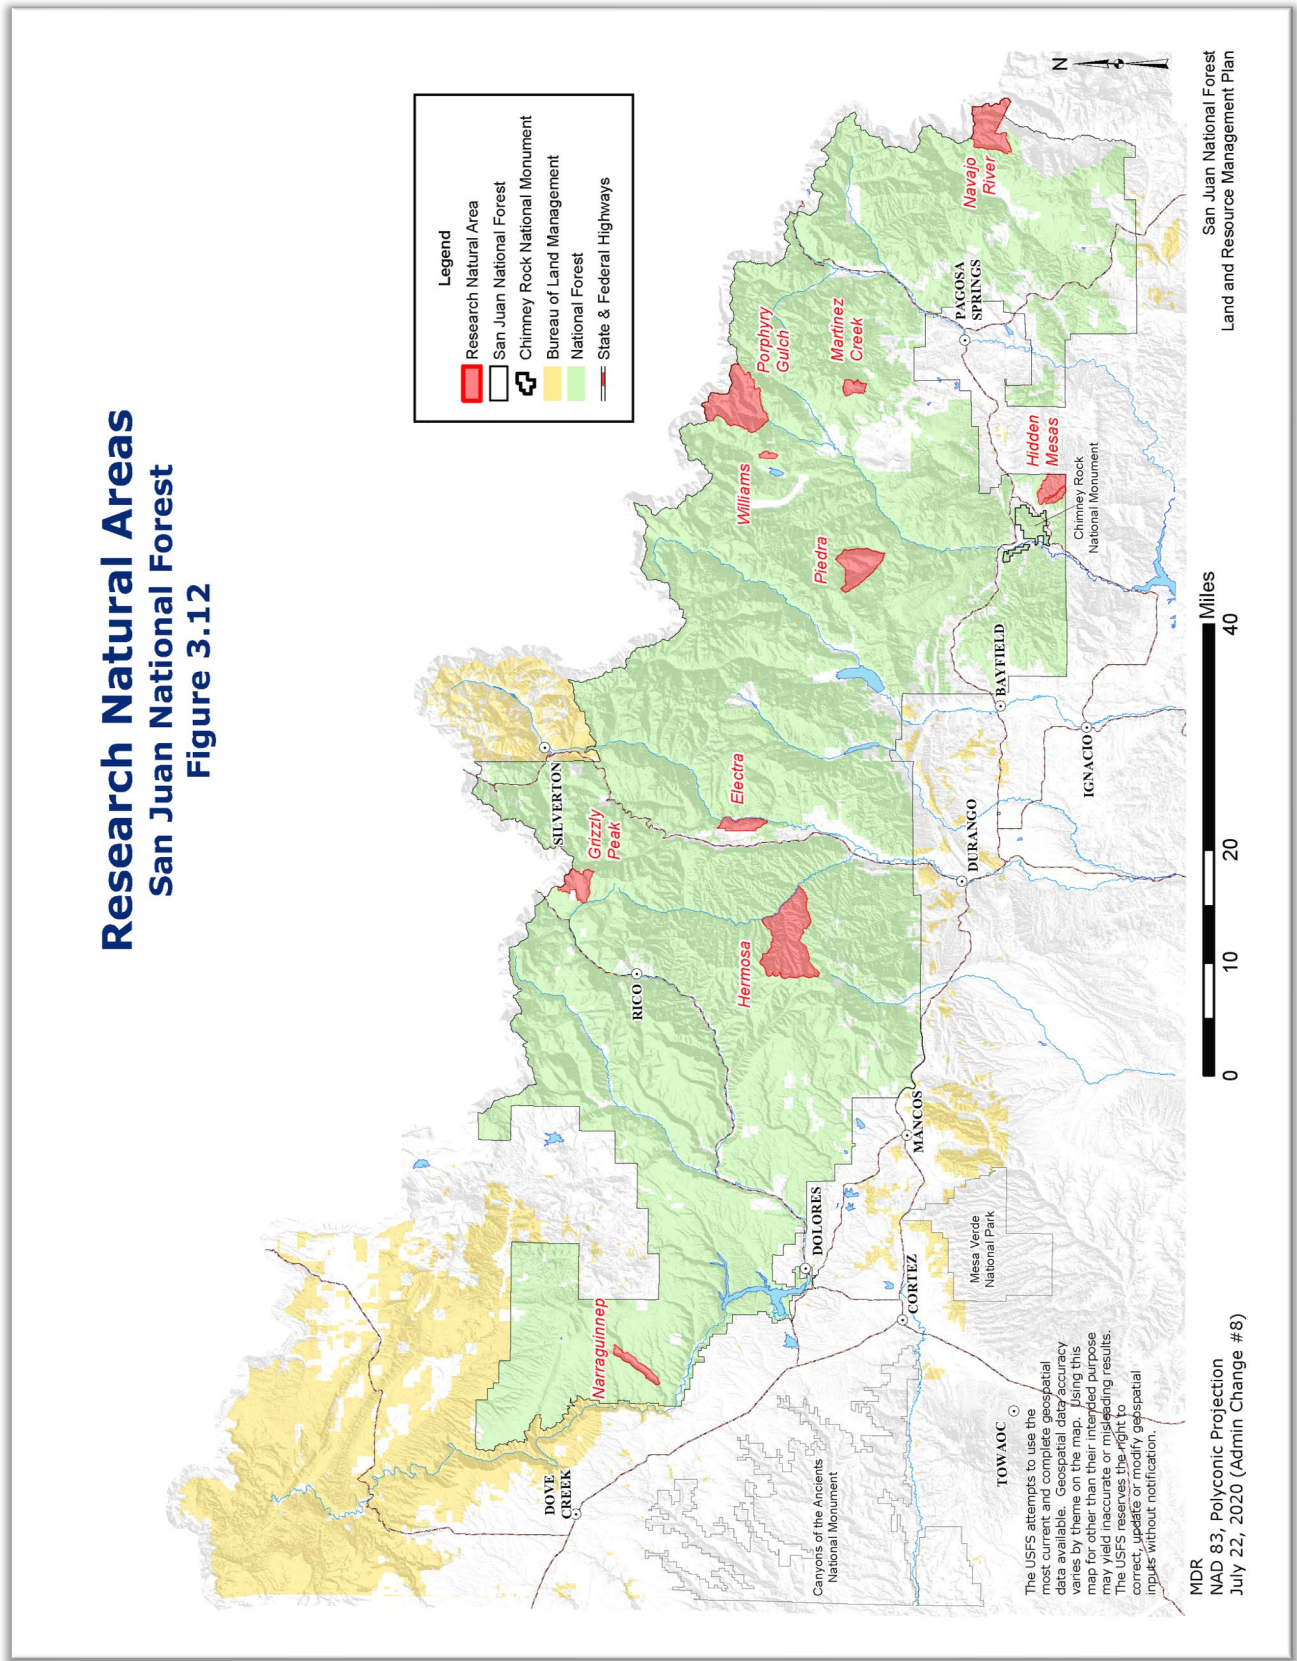 Research Natural Areas
San Juan National Forest
Figure 3.12
Legend
Research Natural Area
San Juan National Forest
Chimney Rock National Monument
Bureau of Land Management
National Forest
State & Federal Highways
N
SILVERTON
Grizzly
Peak
RICO
Electra
Hermosa
Williams
Porphyry
Gulch
Martinez
Creek
Piedra
Navajo
River
PAGOSA
SPRINGS
Hidden
Mesas
Chimney Rock
National Monument
BAYFIELD
IGNACIO
DURANGO
MANCOS
DOLORES
CORTEZ
Mesa Verde
National Park
Narraguinnep
DOVE
CREEK
Canyons of the Ancients
National Monument
TOWAOC
The USFS attempts to use the
most current and complete geospatial
data available. Geospatial data accuracy
varies by theme on the map. Using this
map for other than their intended purpose
may yield inaccurate or misleading results.
The USFS reserves the right to
correct, update or modify geospatial
inputs without notification.
MDR
NAD 83, Polyconic Projection
July 22, 2020 (Admin Change #8)
0 10 20 40
Miles
San Juan National Forest
Land and Resource Management Plan